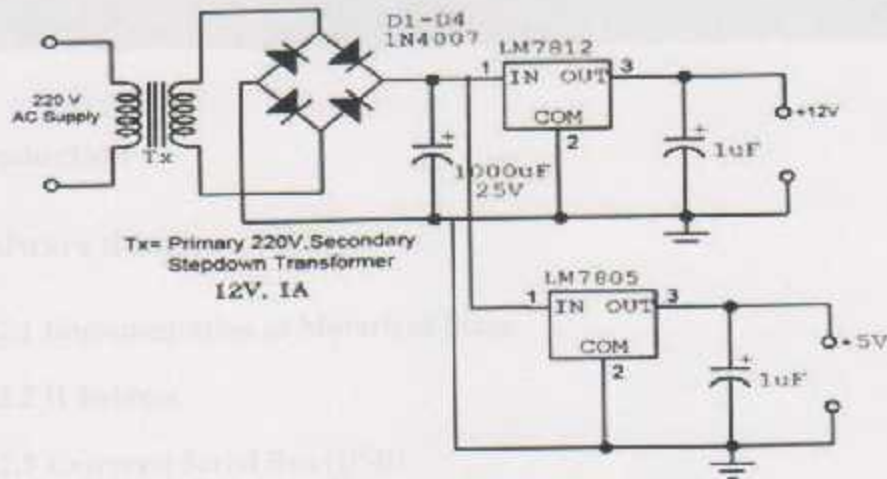 D1-D4
1N4007
LM7812
1 IN OUT 3
COM
2
220 V
AC Supply
Tx
+
1000uF
25V
+
1uF
+12V
Tx= Primary 220V.Secondary
Stepdown Transformer
12V, 1A
LM7805
1 IN OUT 3
COM
2
+
1uF
+5V